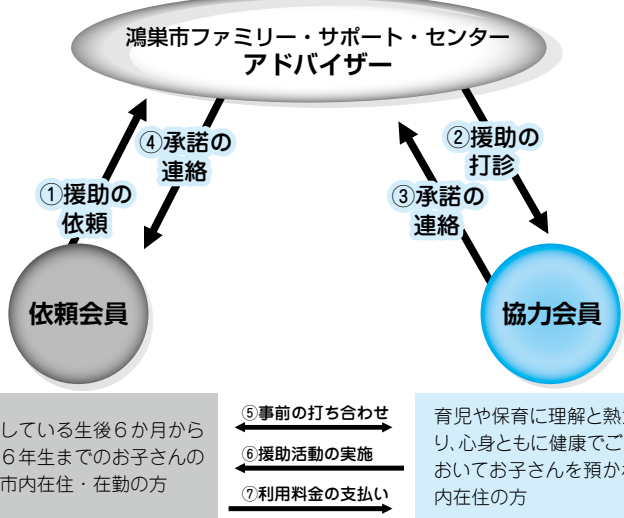 鴻巣市ファミリー・サポート・センター
アドバイザー
①援助の
依頼
④承諾の
連絡
②援助の
打診
③承諾の
連絡
依頼会員
協力会員
している生後６か月から
６年生までのお子さんの
市内在住・在勤の方
⑤事前の打ち合わせ
⑥援助活動の実施
⑦利用料金の支払い
育児や保育に理解と熱
り、心身ともに健康でご
おいてお子さんを預か
内在住の方